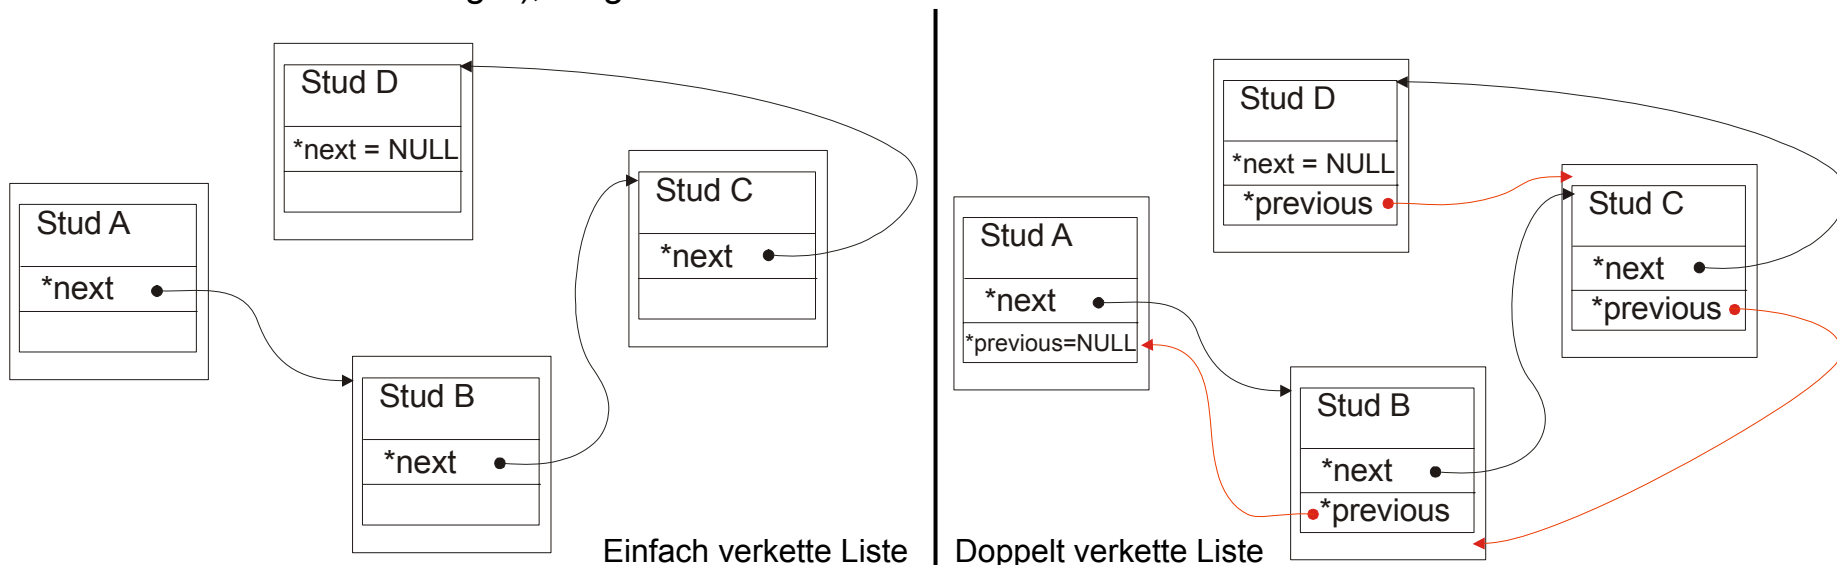 Stud D
*next = NULL
Stud A
*next
Stud C
*next
Stud B
*next
Einfach verkette Liste
Stud D
*next = NULL
*previous
Stud A
*next
*previous=NULL
Stud C
*next
*previous
Stud B
*next
*previous
Doppelt verkette Liste